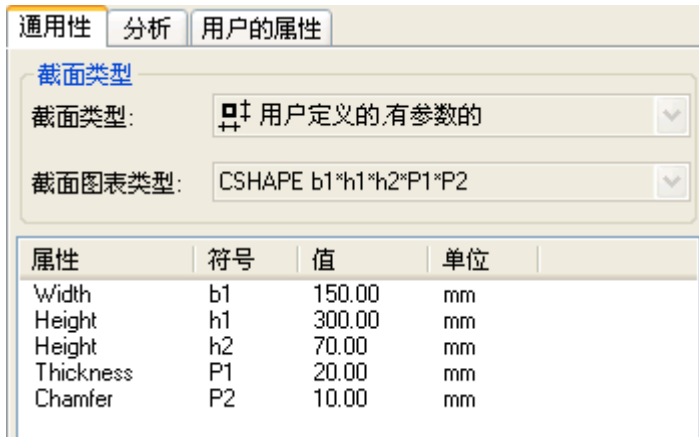 通用性 分析 用户的属性
截面类型
截面类型: 用户定义的,有参数的
截面图表类型: CSHAPE b1*h1*h2*P1*P2
属性 符号 值 单位
Width b1 150.00 mm
Height h1 300.00 mm
Height h2 70.00 mm
Thickness P1 20.00 mm
Chamfer P2 10.00 mm